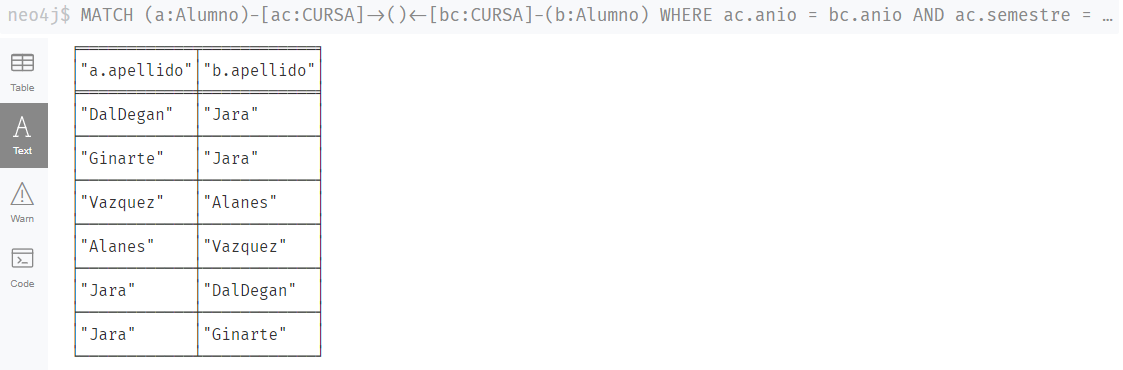 neo4j$ MATCH (a:Alumno)-[ac:CURSA]->()<-[bc:CURSA]-(b:Alumno) WHERE ac.anio = bc.anio AND ac.semestre = …
Table
A
Text
Warn
Code
"a.apellido" "b.apellido"
"DalDegan" "Jara"
"Ginarte" "Jara"
"Vazquez" "Alanes"
"Alanes" "Vazquez"
"Jara" "DalDegan"
"Jara" "Ginarte"